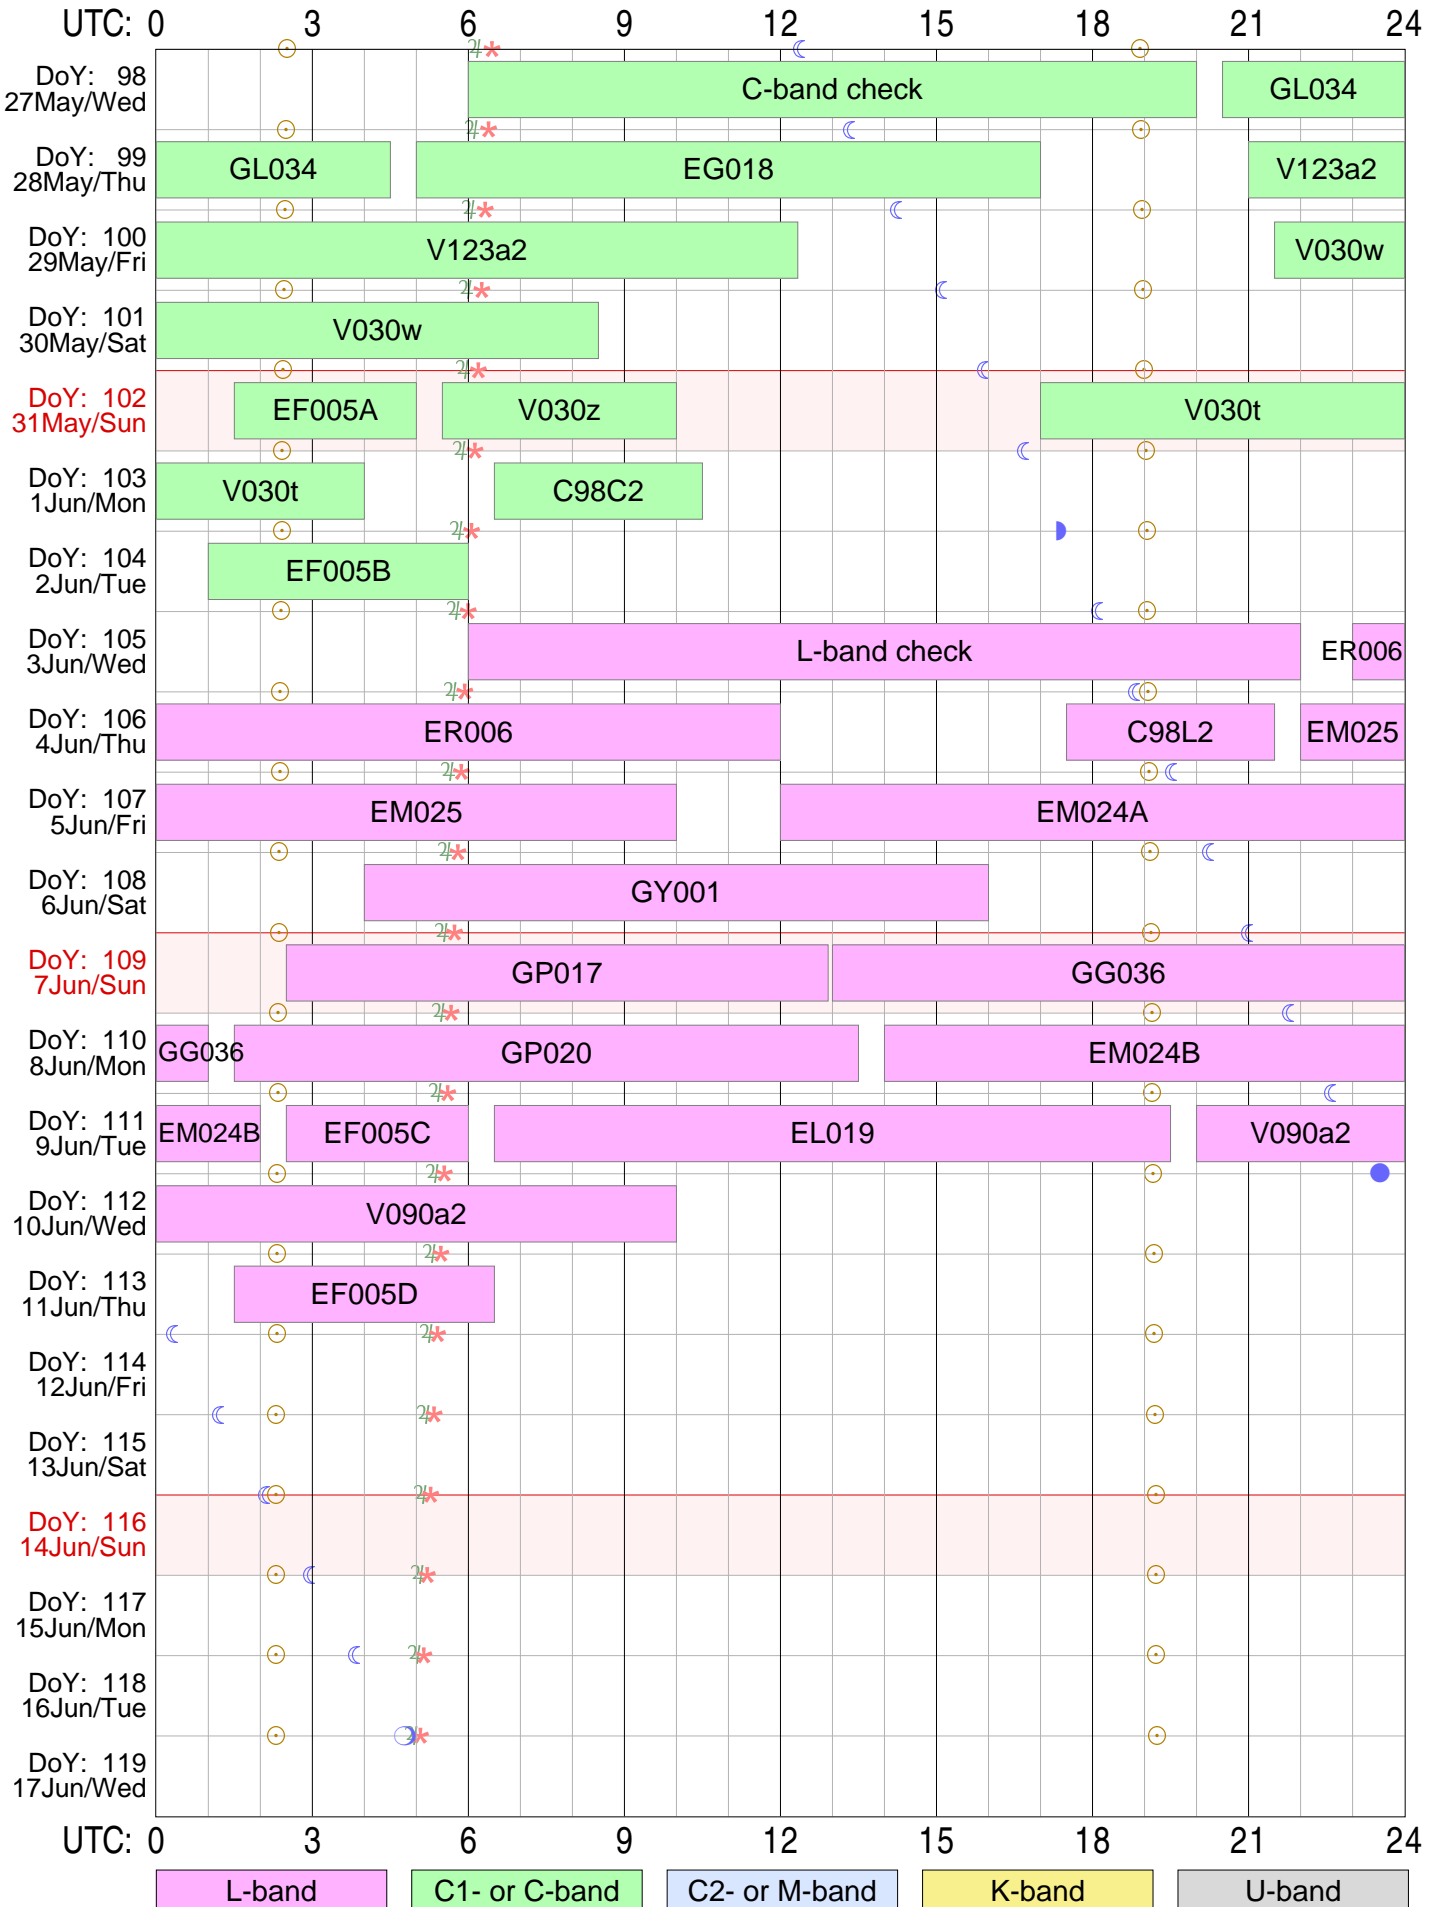 UTC: 0 3 6 9 12 15 18 21 24
DoY: 98
27May/Wed
C-band check
GL034
DoY: 99
28May/Thu
GL034
EG018
V123a2
DoY: 100
29May/Fri
V123a2
V030w
DoY: 101
30May/Sat
V030w
DoY: 102
31May/Sun
EF005A
V030z
V030t
DoY: 103
1Jun/Mon
V030t
C98C2
DoY: 104
2Jun/Tue
EF005B
DoY: 105
3Jun/Wed
L-band check
ER006
DoY: 106
4Jun/Thu
ER006
C98L2
EM025
DoY: 107
5Jun/Fri
EM025
EM024A
DoY: 108
6Jun/Sat
GY001
DoY: 109
7Jun/Sun
GP017
GG036
DoY: 110
8Jun/Mon
GG036
GP020
EM024B
DoY: 111
9Jun/Tue
EM024B
EF005C
EL019
V090a2
DoY: 112
10Jun/Wed
V090a2
DoY: 113
11Jun/Thu
EF005D
DoY: 114
12Jun/Fri
DoY: 115
13Jun/Sat
DoY: 116
14Jun/Sun
DoY: 117
15Jun/Mon
DoY: 118
16Jun/Tue
DoY: 119
17Jun/Wed
UTC: 0 3 6 9 12 15 18 21 24
L-band
C1- or C-band
C2- or M-band
K-band
U-band